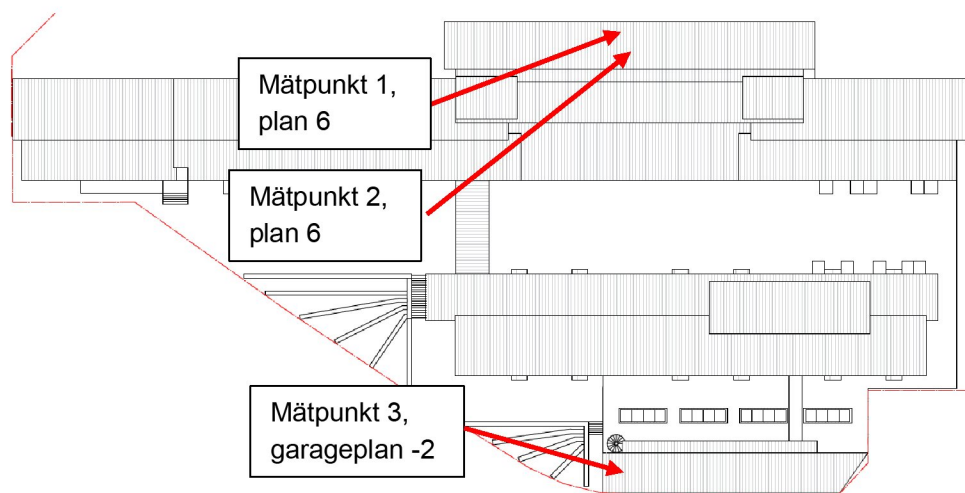 Mätpunkt 1,
plan 6
Mätpunkt 2,
plan 6
Mätpunkt 3,
garageplan -2